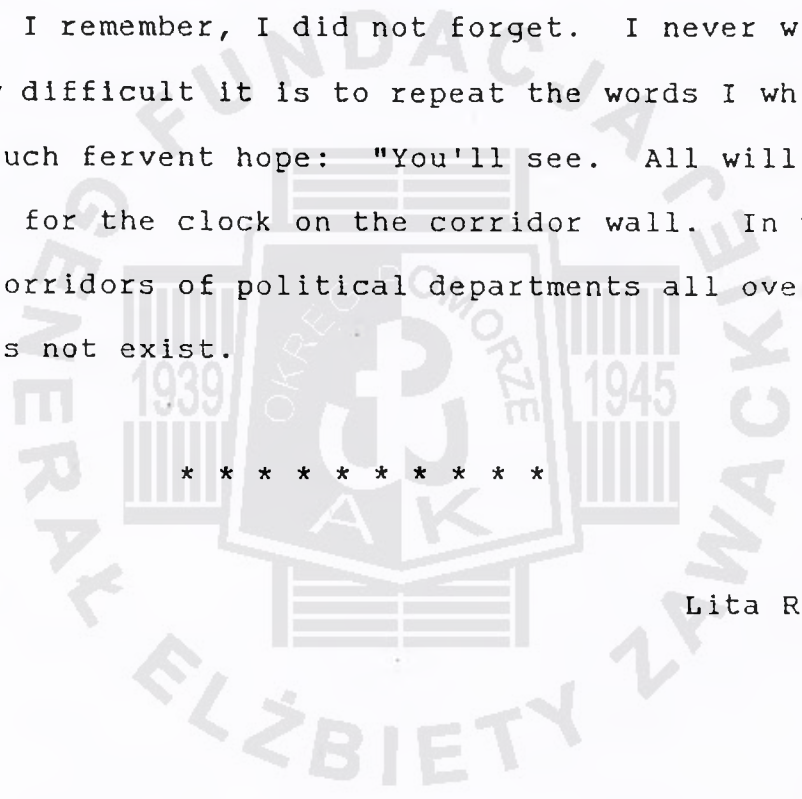 I remember, I did not forget. I never w
difficult it is to repeat the words I wh
uch fervent hope: "You'll see. All will
for the clock on the corridor wall. In
orridors of political departments all ove
s not exist.
* * * * * * * * * *
Lita R
FUNDACJA
GENERAŁ ELŻBIETY ZAWACKIEJ
OKRĘG POMORZE
1939 1945
AK